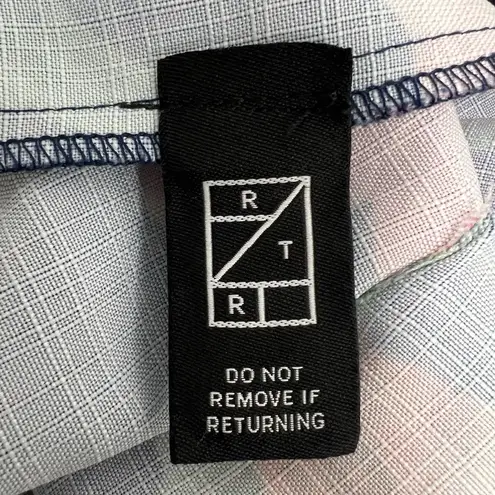 R
T
R
DO NOT
REMOVE IF
RETURNING